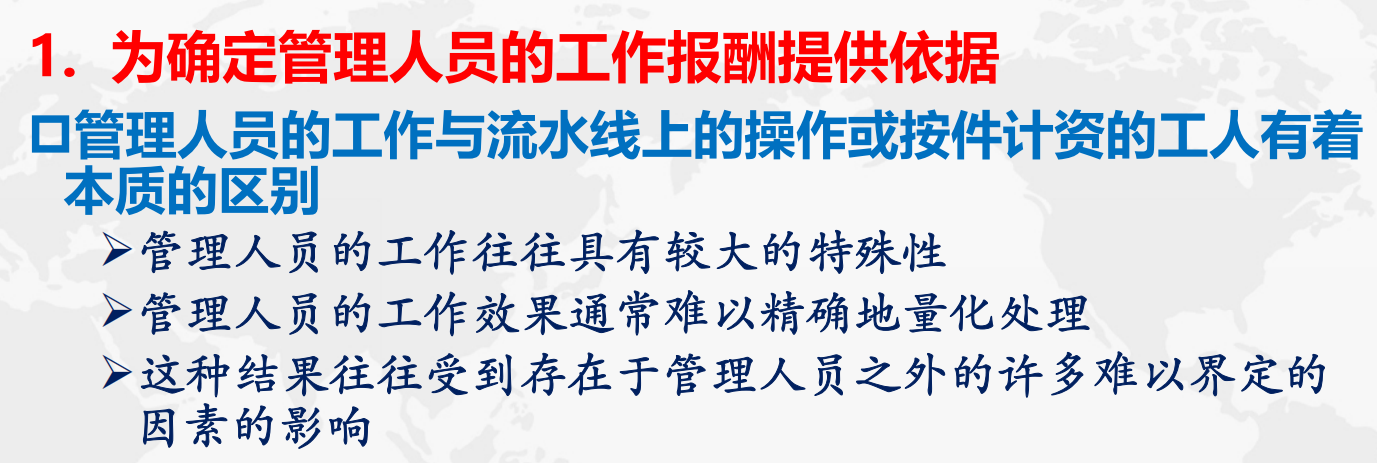 1. 为确定管理人员的工作报酬提供依据
口管理人员的工作与流水线上的操作或按件计资的工人有着
本质的区别
➢管理人员的工作往往具有较大的特殊性
➢管理人员的工作效果通常难以精确地量化处理
➢这种结果往往受到存在于管理人员之外的许多难以界定的
因素的影响